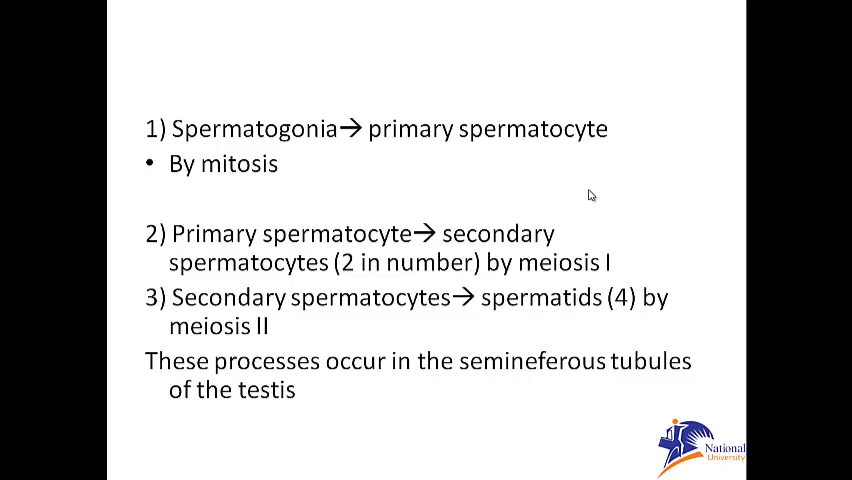 1) Spermatogonia→ primary spermatocyte
• By mitosis
2) Primary spermatocyte→ secondary
spermatocytes (2 in number) by meiosis I
3) Secondary spermatocytes→ spermatids (4) by
meiosis II
These processes occur in the semineferous tubules
of the testis
National
University